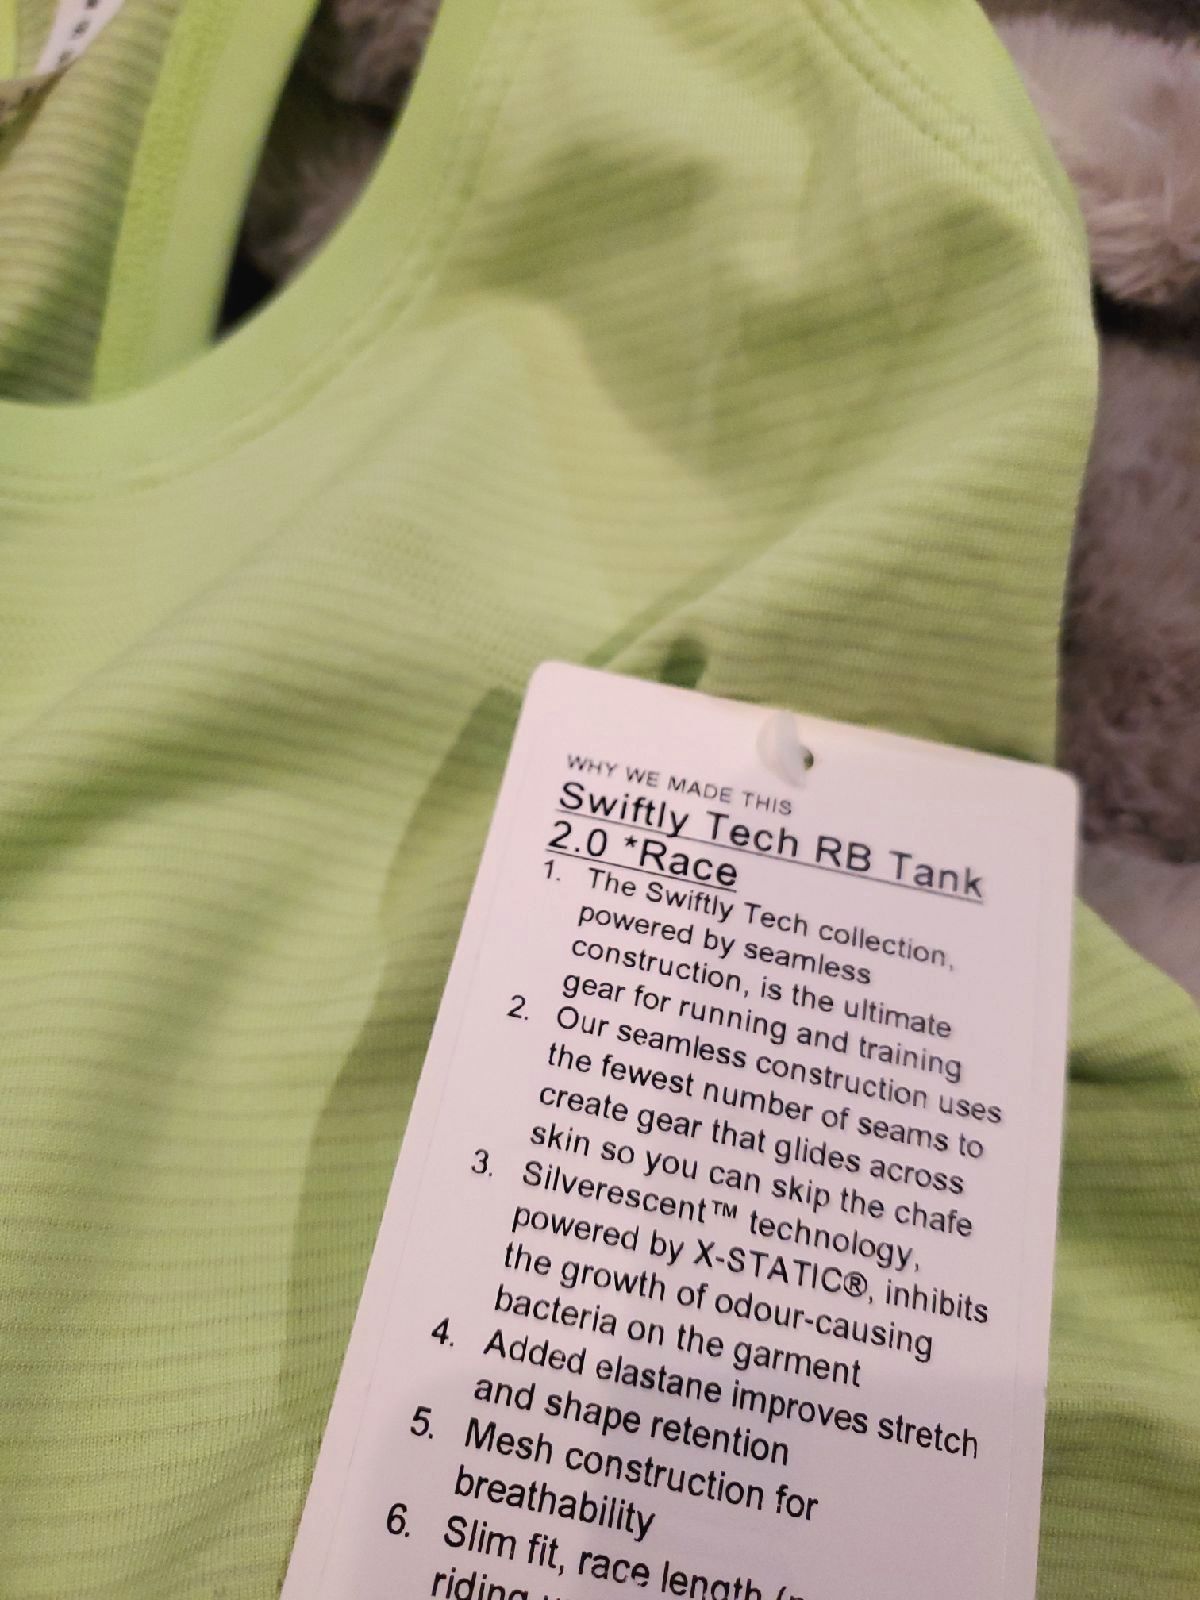 WHY WE MADE THIS
Swiftly Tech RB Tank
2.0 *Race
1. The Swiftly Tech collection,
powered by seamless
construction, is the ultimate
gear for running and training
2. Our seamless construction uses
the fewest number of seams to
create gear that glides across
skin so you can skip the chafe
3. Silverescent™ technology,
powered by X-STATIC®, inhibits
the growth of odour-causing
bacteria on the garment
4. Added elastane improves stretch
and shape retention
5. Mesh construction for
breathability
6. Slim fit, race length
riding